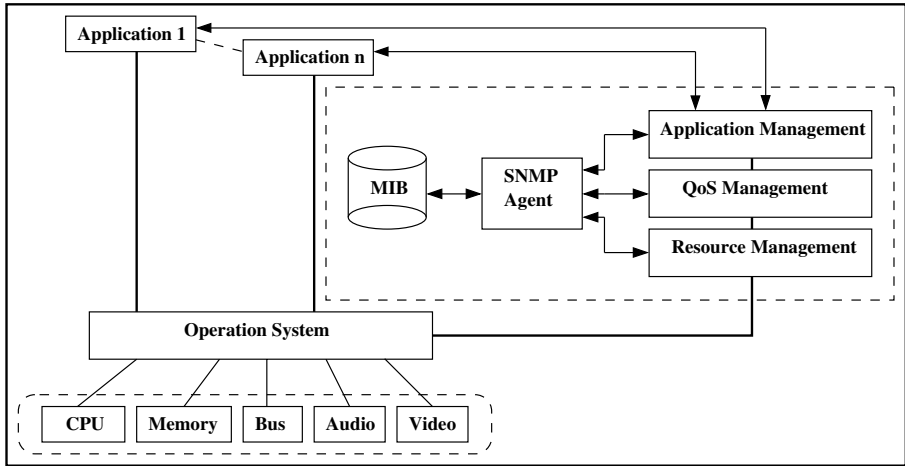 Application 1
Application n
Application Management
MIB
SNMP
Agent
QoS Management
Resource Management
Operation System
CPU
Memory
Bus
Audio
Video